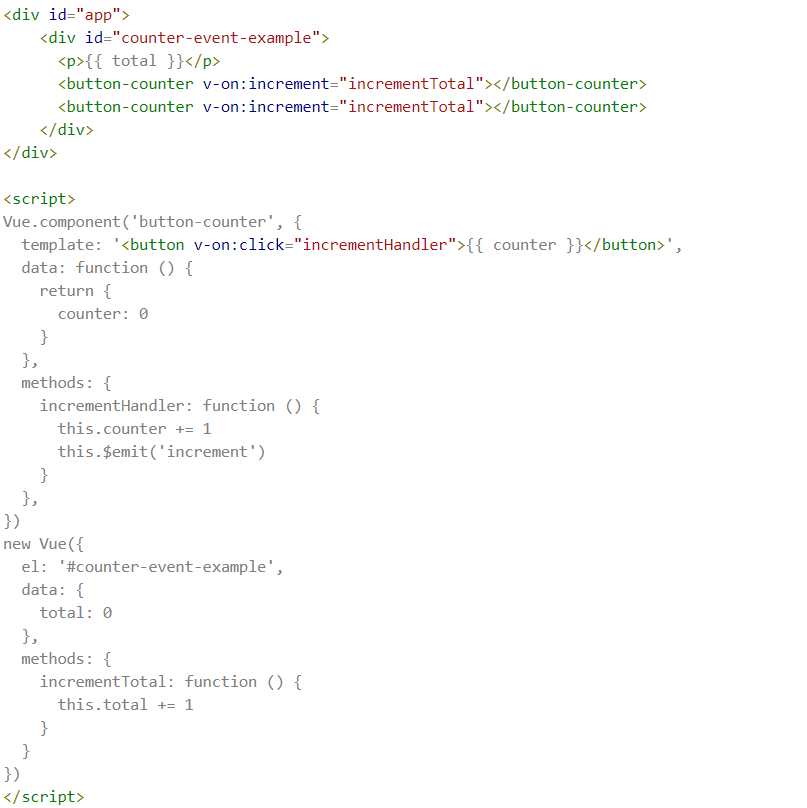 <div id="app">
    <div id="counter-event-example">
      <p>{{ total }}</p>
      <button-counter v-on:increment="incrementTotal"></button-counter>
      <button-counter v-on:increment="incrementTotal"></button-counter>
    </div>
</div>

<script>
Vue.component('button-counter', {
  template: '<button v-on:click="incrementHandler">{{ counter }}</button>',
  data: function () {
    return {
      counter: 0
    }
  },
  methods: {
    incrementHandler: function () {
      this.counter += 1
      this.$emit('increment')
    }
  },
})
new Vue({
  el: '#counter-event-example',
  data: {
    total: 0
  },
  methods: {
    incrementTotal: function () {
      this.total += 1
    }
  }
})
</script>